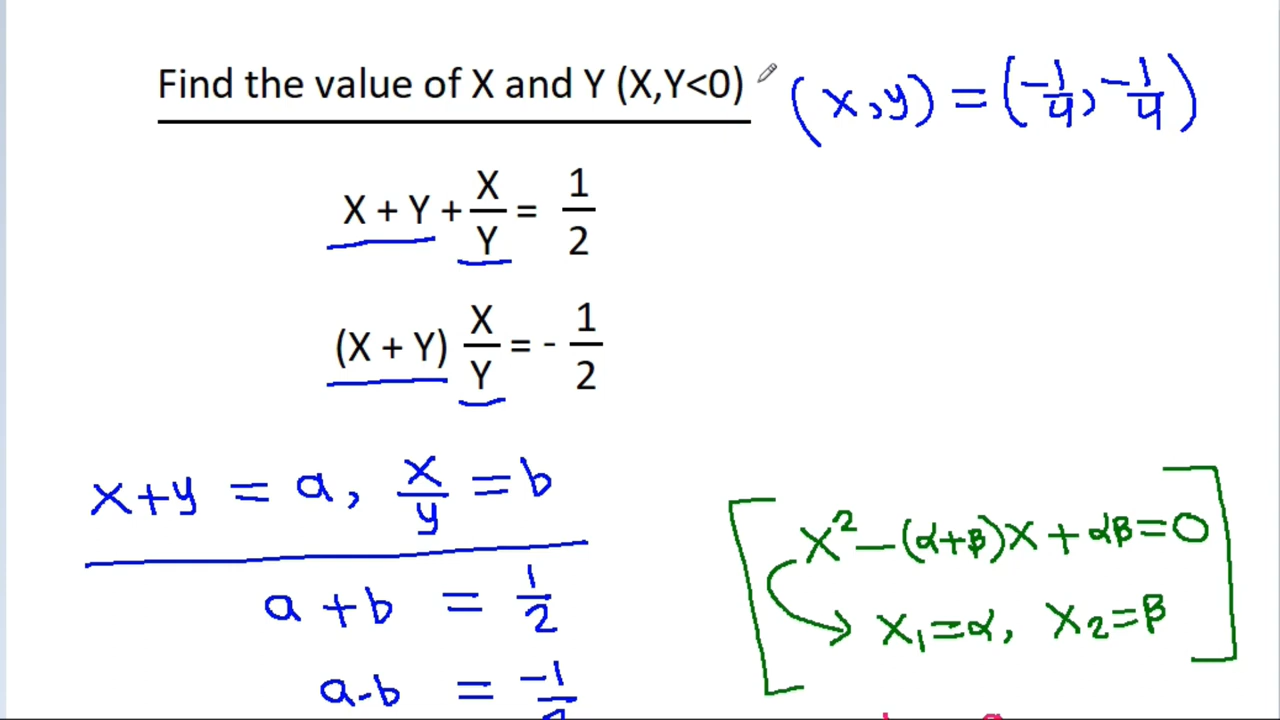 Find the value of X and Y (X,Y<0)
(x,y) = (-1/4, -1/4)
X + Y + X/Y = 1/2
(X + Y) X/Y = - 1/2
x+y = a, x/y = b
a + b = 1/2
a-b = -1/
[x² - (α+β)x + αβ = 0
x₁=α, x₂=β]